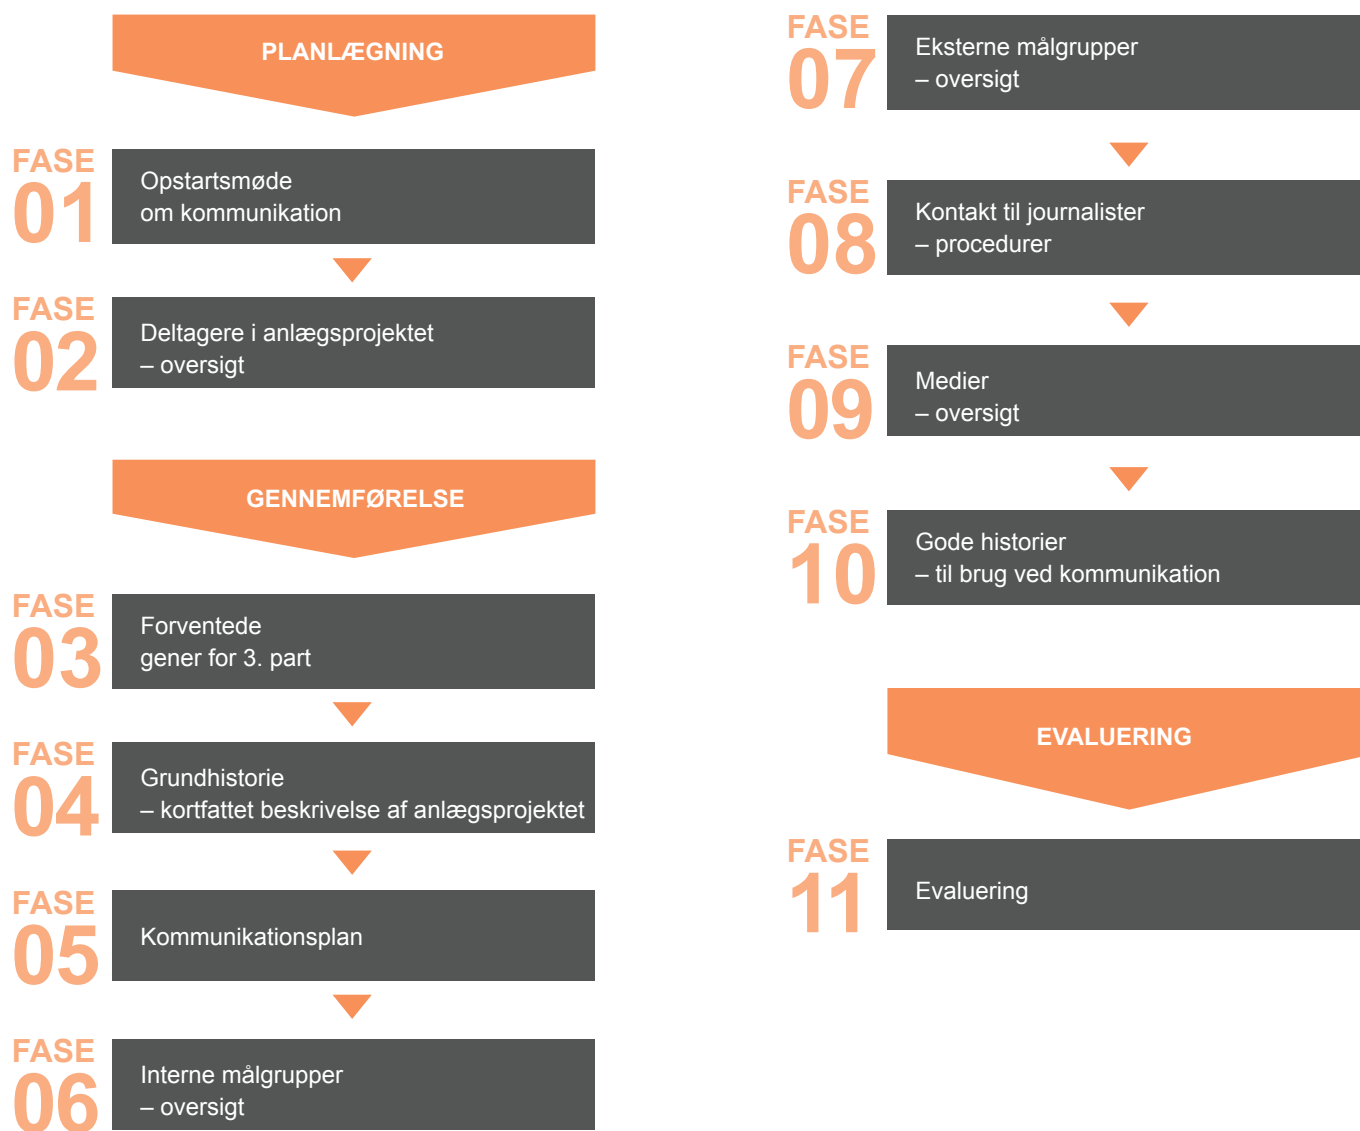 PLANLÆGNING
FASE
01
Opstartsmøde
om kommunikation
FASE
02
Deltagere i anlægsprojektet
– oversigt
GENNEMFØRELSE
FASE
03
Forventede
gener for 3. part
FASE
04
Grundhistorie
– kortfattet beskrivelse af anlægsprojektet
FASE
05
Kommunikationsplan
FASE
06
Interne målgrupper
– oversigt
FASE
07
Eksterne målgrupper
– oversigt
FASE
08
Kontakt til journalister
– procedurer
FASE
09
Medier
– oversigt
FASE
10
Gode historier
– til brug ved kommunikation
EVALUERING
FASE
11
Evaluering